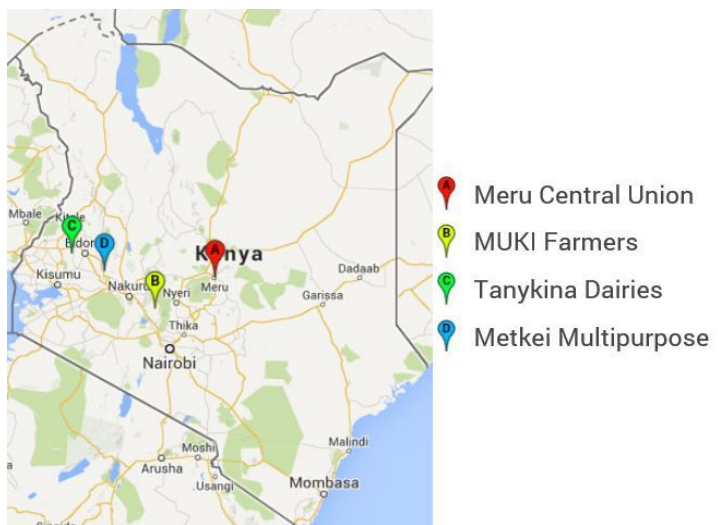 Mbale
Kitale
C
Eldor
D
Kenya
A
Kisumu
Nakuru
B
Nyeri
Meru
Dadaab
Garissa
Thika
Nairobi
Malindi
Moshi
Arusha
Usangi
Mombasa
A Meru Central Union
B MUKI Farmers
C Tanykina Dairies
D Metkei Multipurpose